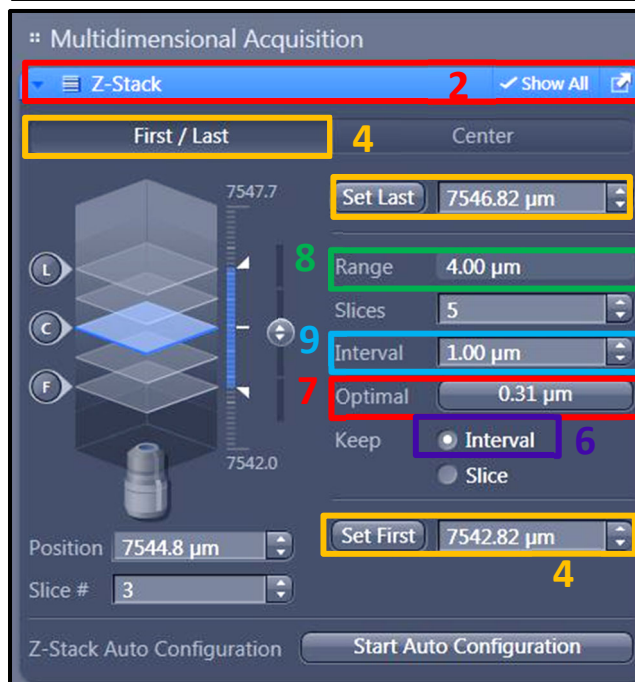 Multidimensional Acquisition
Z-Stack 2 Show All
First / Last 4 Center
7547.7 Set Last 7546.82 µm
L 8 Range 4.00 µm
Slices 5
C 9 Interval 1.00 µm
F 7 Optimal 0.31 µm
Keep Interval 6
7542.0 Slice
Set First 7542.82 µm
Position 7544.8 µm 4
Slice # 3
Z-Stack Auto Configuration Start Auto Configuration